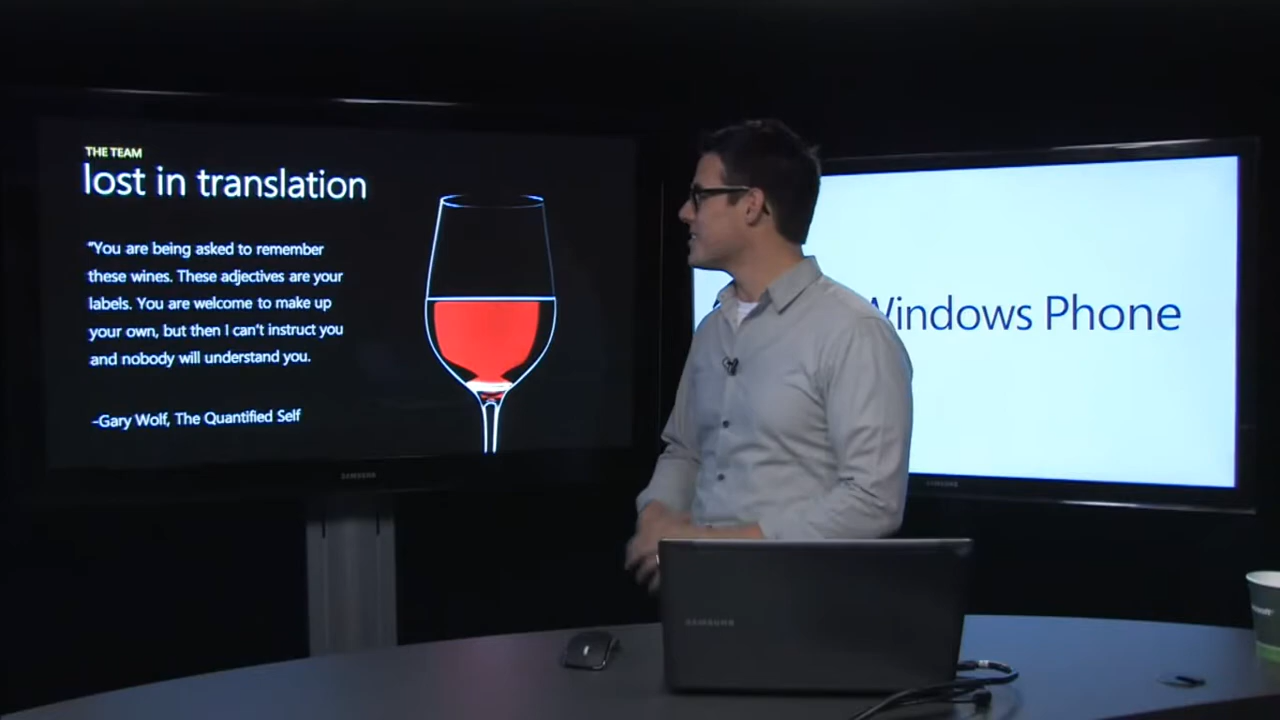 THE TEAM
lost in translation
"You are being asked to remember
these wines. These adjectives are your
labels. You are welcome to make up
your own, but then I can't instruct you
and nobody will understand you.
-Gary Wolf, The Quantified Self
SAMSUNG
Windows Phone
SAMSUNG
SAMSUNG